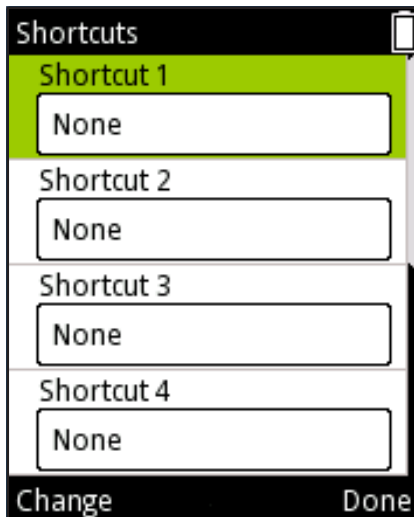 Shortcuts
Shortcut 1
None
Shortcut 2
None
Shortcut 3
None
Shortcut 4
None
Change Done